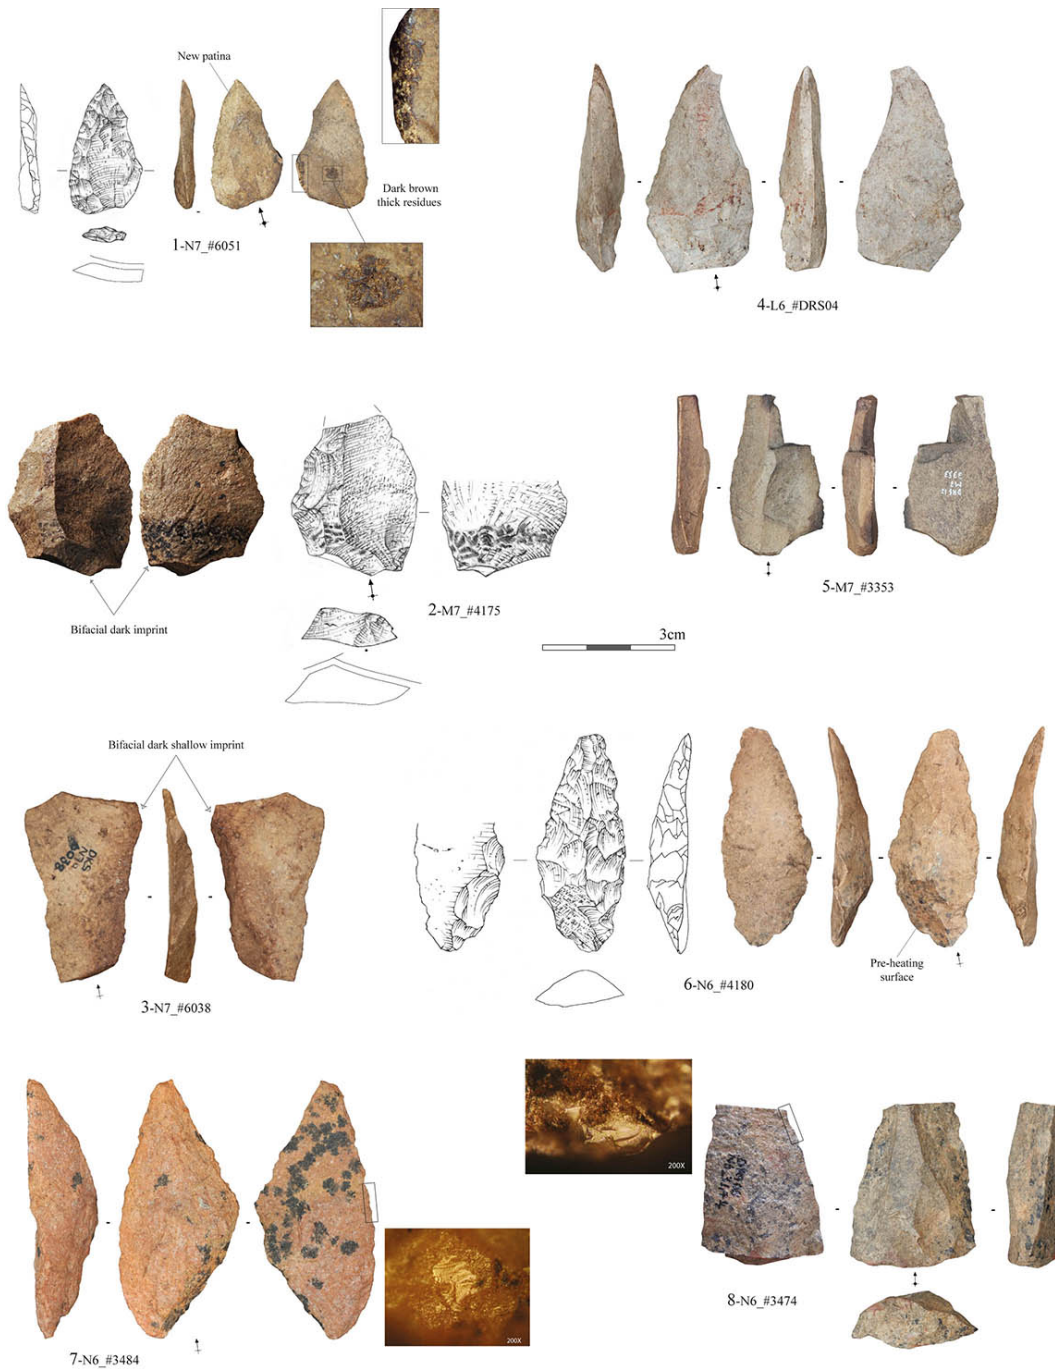 New patina
Dark brown
thick residues
1-N7_#6051
4-L6_#DRS04
Bifacial dark imprint
2-M7_#4175
5-M7_#3353
3cm
Bifacial dark shallow imprint
6038
3-N7_#6038
Pre-heating
surface
6-N6_#4180
200X
7-N6_#3484
200X
8-N6_#3474